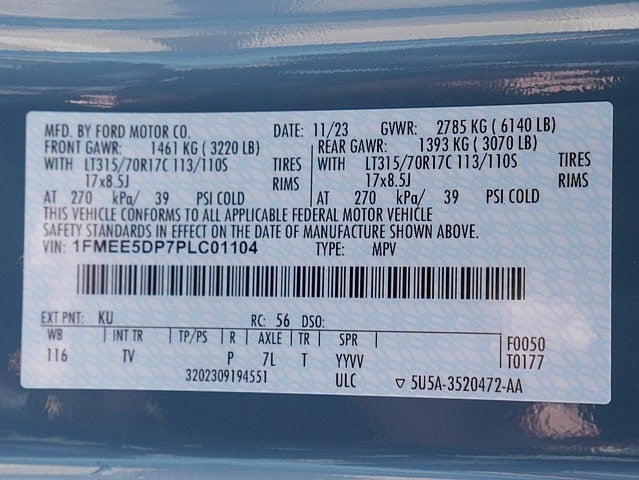 MFD. BY FORD MOTOR CO. DATE: 11/23 GVWR: 2785 KG ( 6140 LB)
FRONT GAWR: 1461 KG ( 3220 LB) REAR GAWR: 1393 KG ( 3070 LB)
WITH LT315/70R17C 113/110S TIRES WITH LT315/70R17C 113/110S TIRES
17x8.5J RIMS 17x8.5J RIMS
AT 270 kPa/ 39 PSI COLD AT 270 kPa/ 39 PSI COLD
THIS VEHICLE CONFORMS TO ALL APPLICABLE FEDERAL MOTOR VEHICLE
SAFETY STANDARDS IN EFFECT ON THE DATE OF MANUFACTURE SHOWN ABOVE.
VIN: 1FMEE5DP7PLC01104 TYPE: MPV
EXT PNT: KU RC: 56 DSO:
WB INT TR TP/PS R AXLE TR SPR F0050
116 TV P 7L T YYVV T0177
3202309194551 ULC 5U5A-3520472-AA